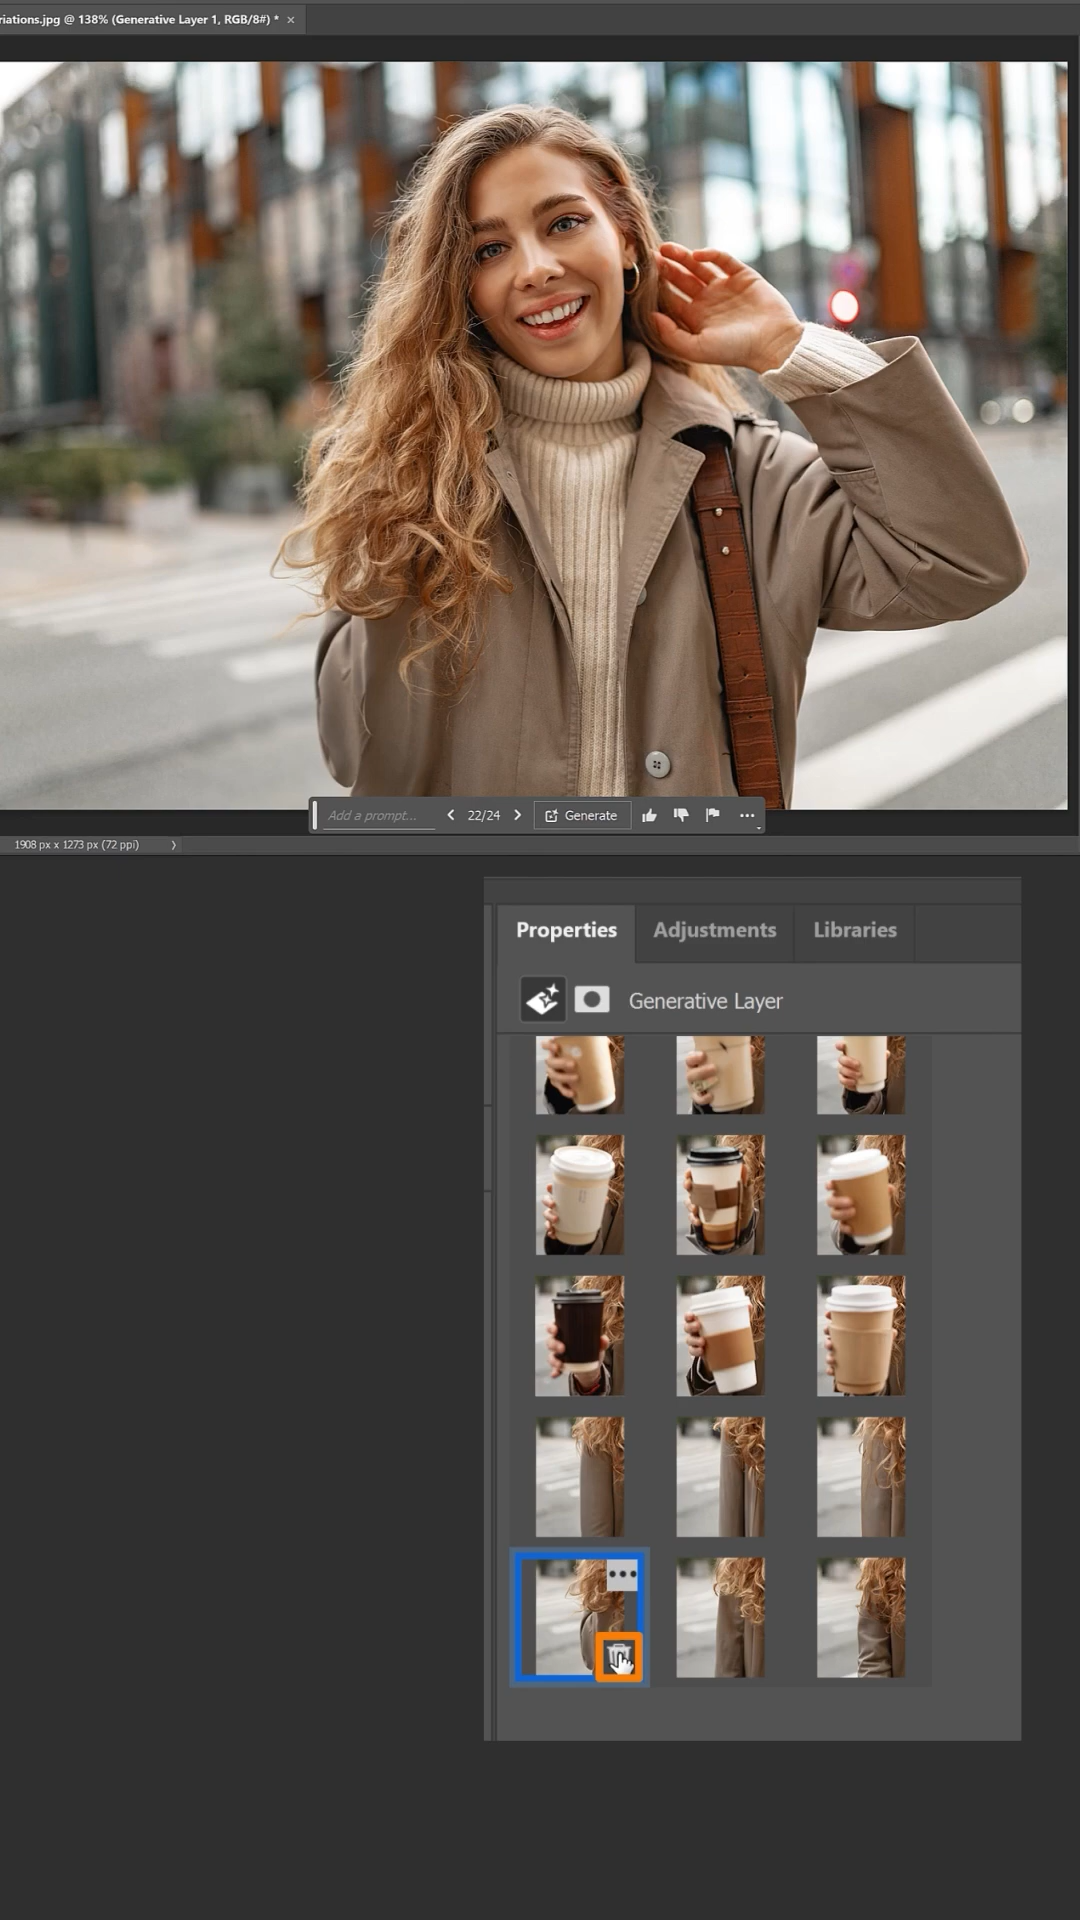 riations.jpg @ 138% (Generative Layer 1, RGB/8#) * ×
Add a prompt... < 22/24 > Generate ...
1908 px x 1273 px (72 ppi) >
Properties Adjustments Libraries
Generative Layer